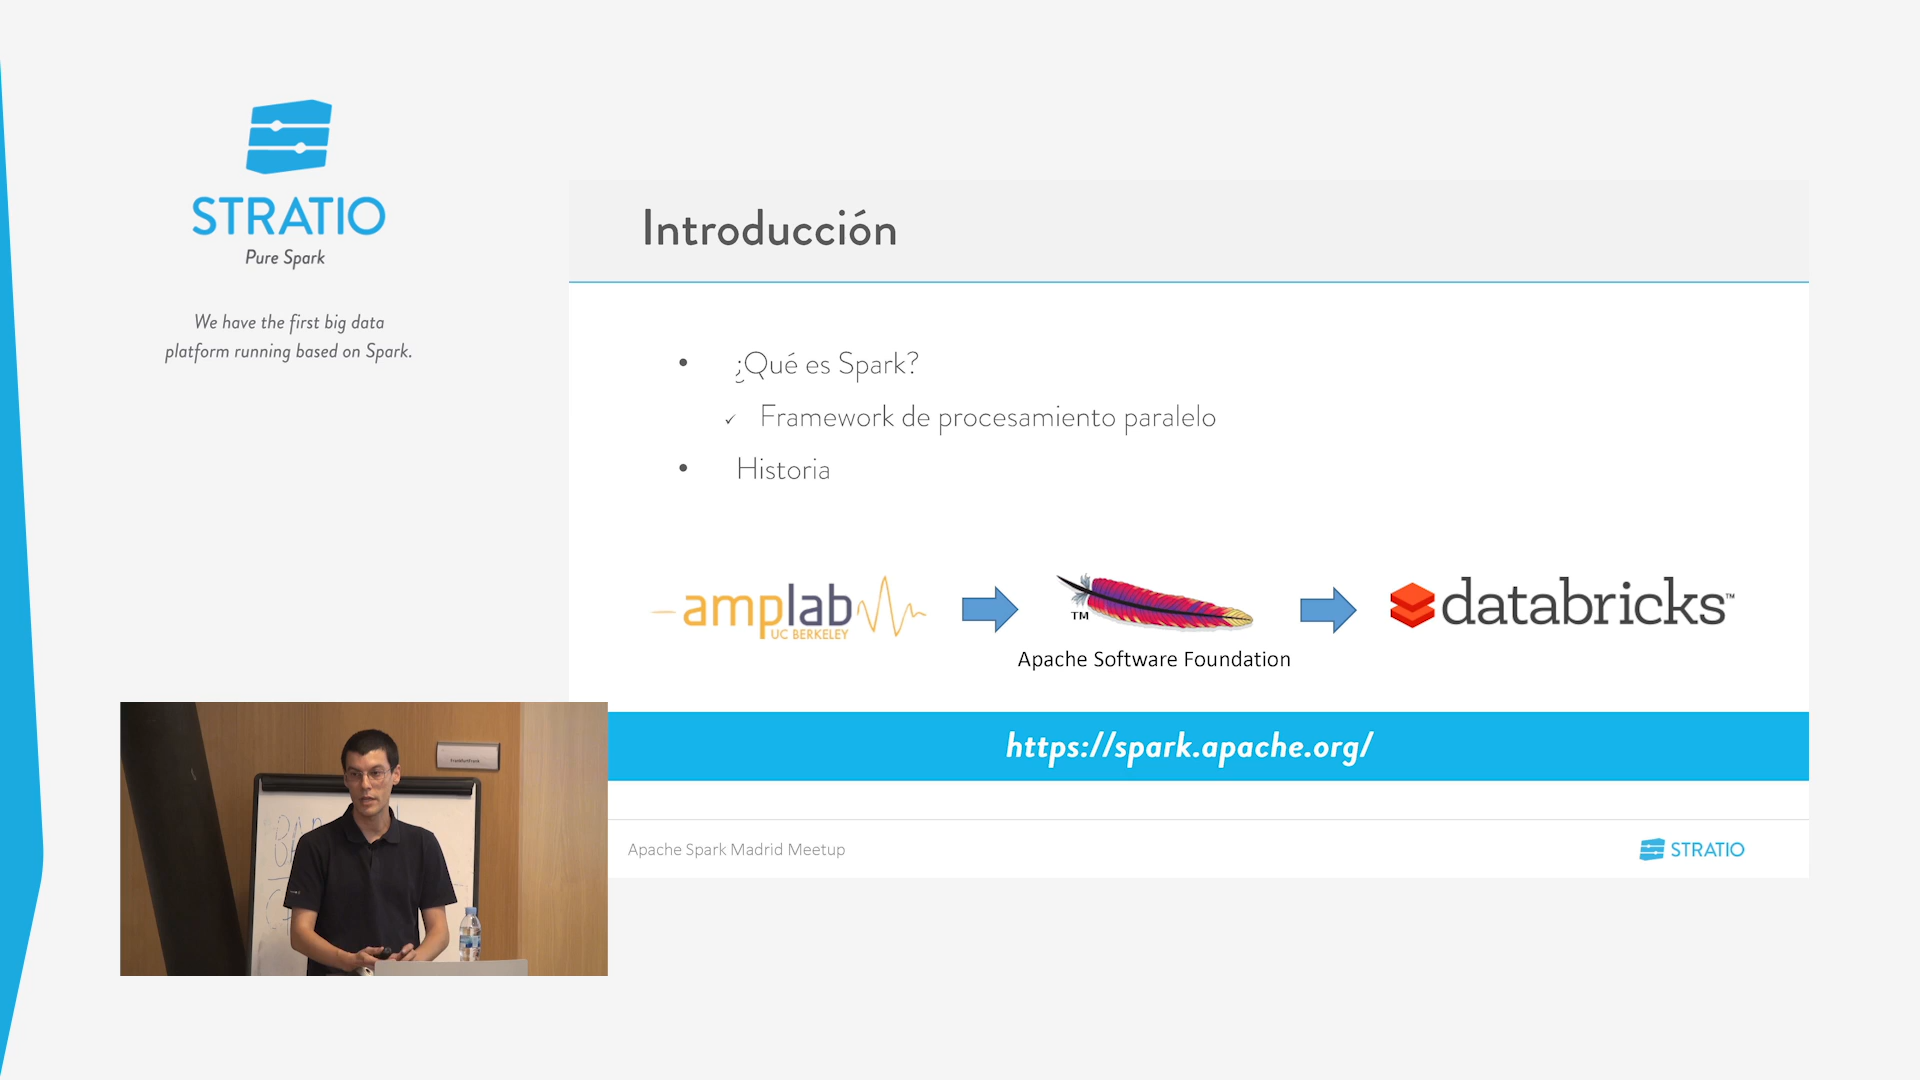 STRATIO
Pure Spark
We have the first big data
platform running based on Spark.
Introducción
¿Qué es Spark?
Framework de procesamiento paralelo
Historia
amplab
UC BERKELEY
TM
Apache Software Foundation
databricks™
https://spark.apache.org/
Apache Spark Madrid Meetup
STRATIO